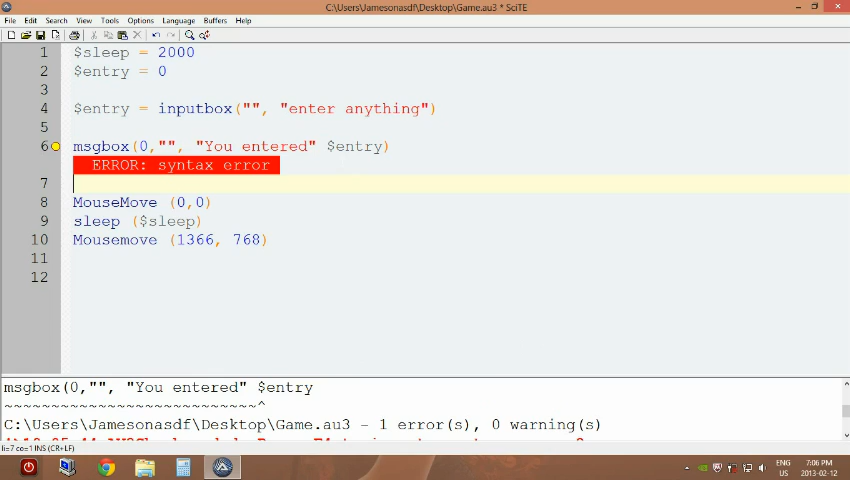 C:\Users\Jamesonasdf\Desktop\Game.au3 * SciTE
File Edit Search View Tools Options Language Buffers Help
1 $sleep = 2000
2 $entry = 0
3
4 $entry = inputbox("", "enter anything")
5
6 msgbox(0,"", "You entered" $entry)
ERROR: syntax error
7
8 MouseMove (0,0)
9 sleep ($sleep)
10 Mousemove (1366, 768)
11
12
msgbox(0,"", "You entered" $entry
~~~~~~~~~~~~~~~~~~~~~~~~~~~^
C:\Users\Jamesonasdf\Desktop\Game.au3 - 1 error(s), 0 warning(s)
li=7 co=1 INS (CR+LF)
ENG
US
7:06 PM
2013-02-12